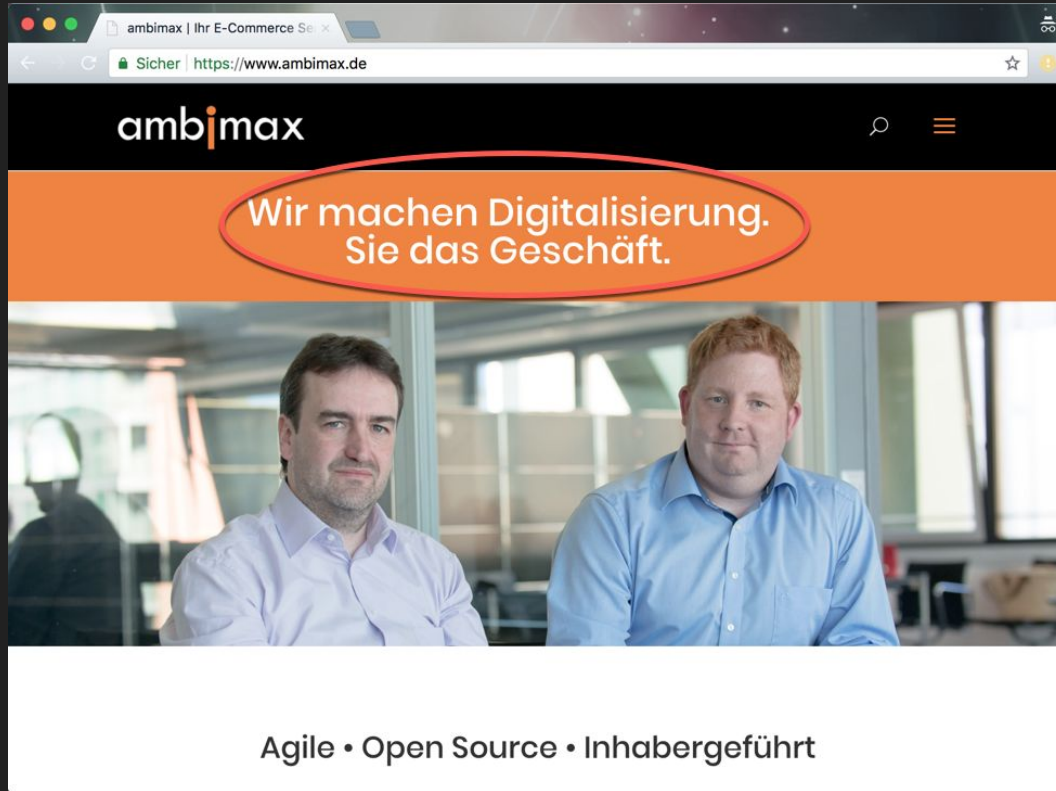 ambimax | Ihr E-Commerce Se
Sicher https://www.ambimax.de
ambimax
Wir machen Digitalisierung.
Sie das Geschäft.
Agile • Open Source • Inhabergeführt